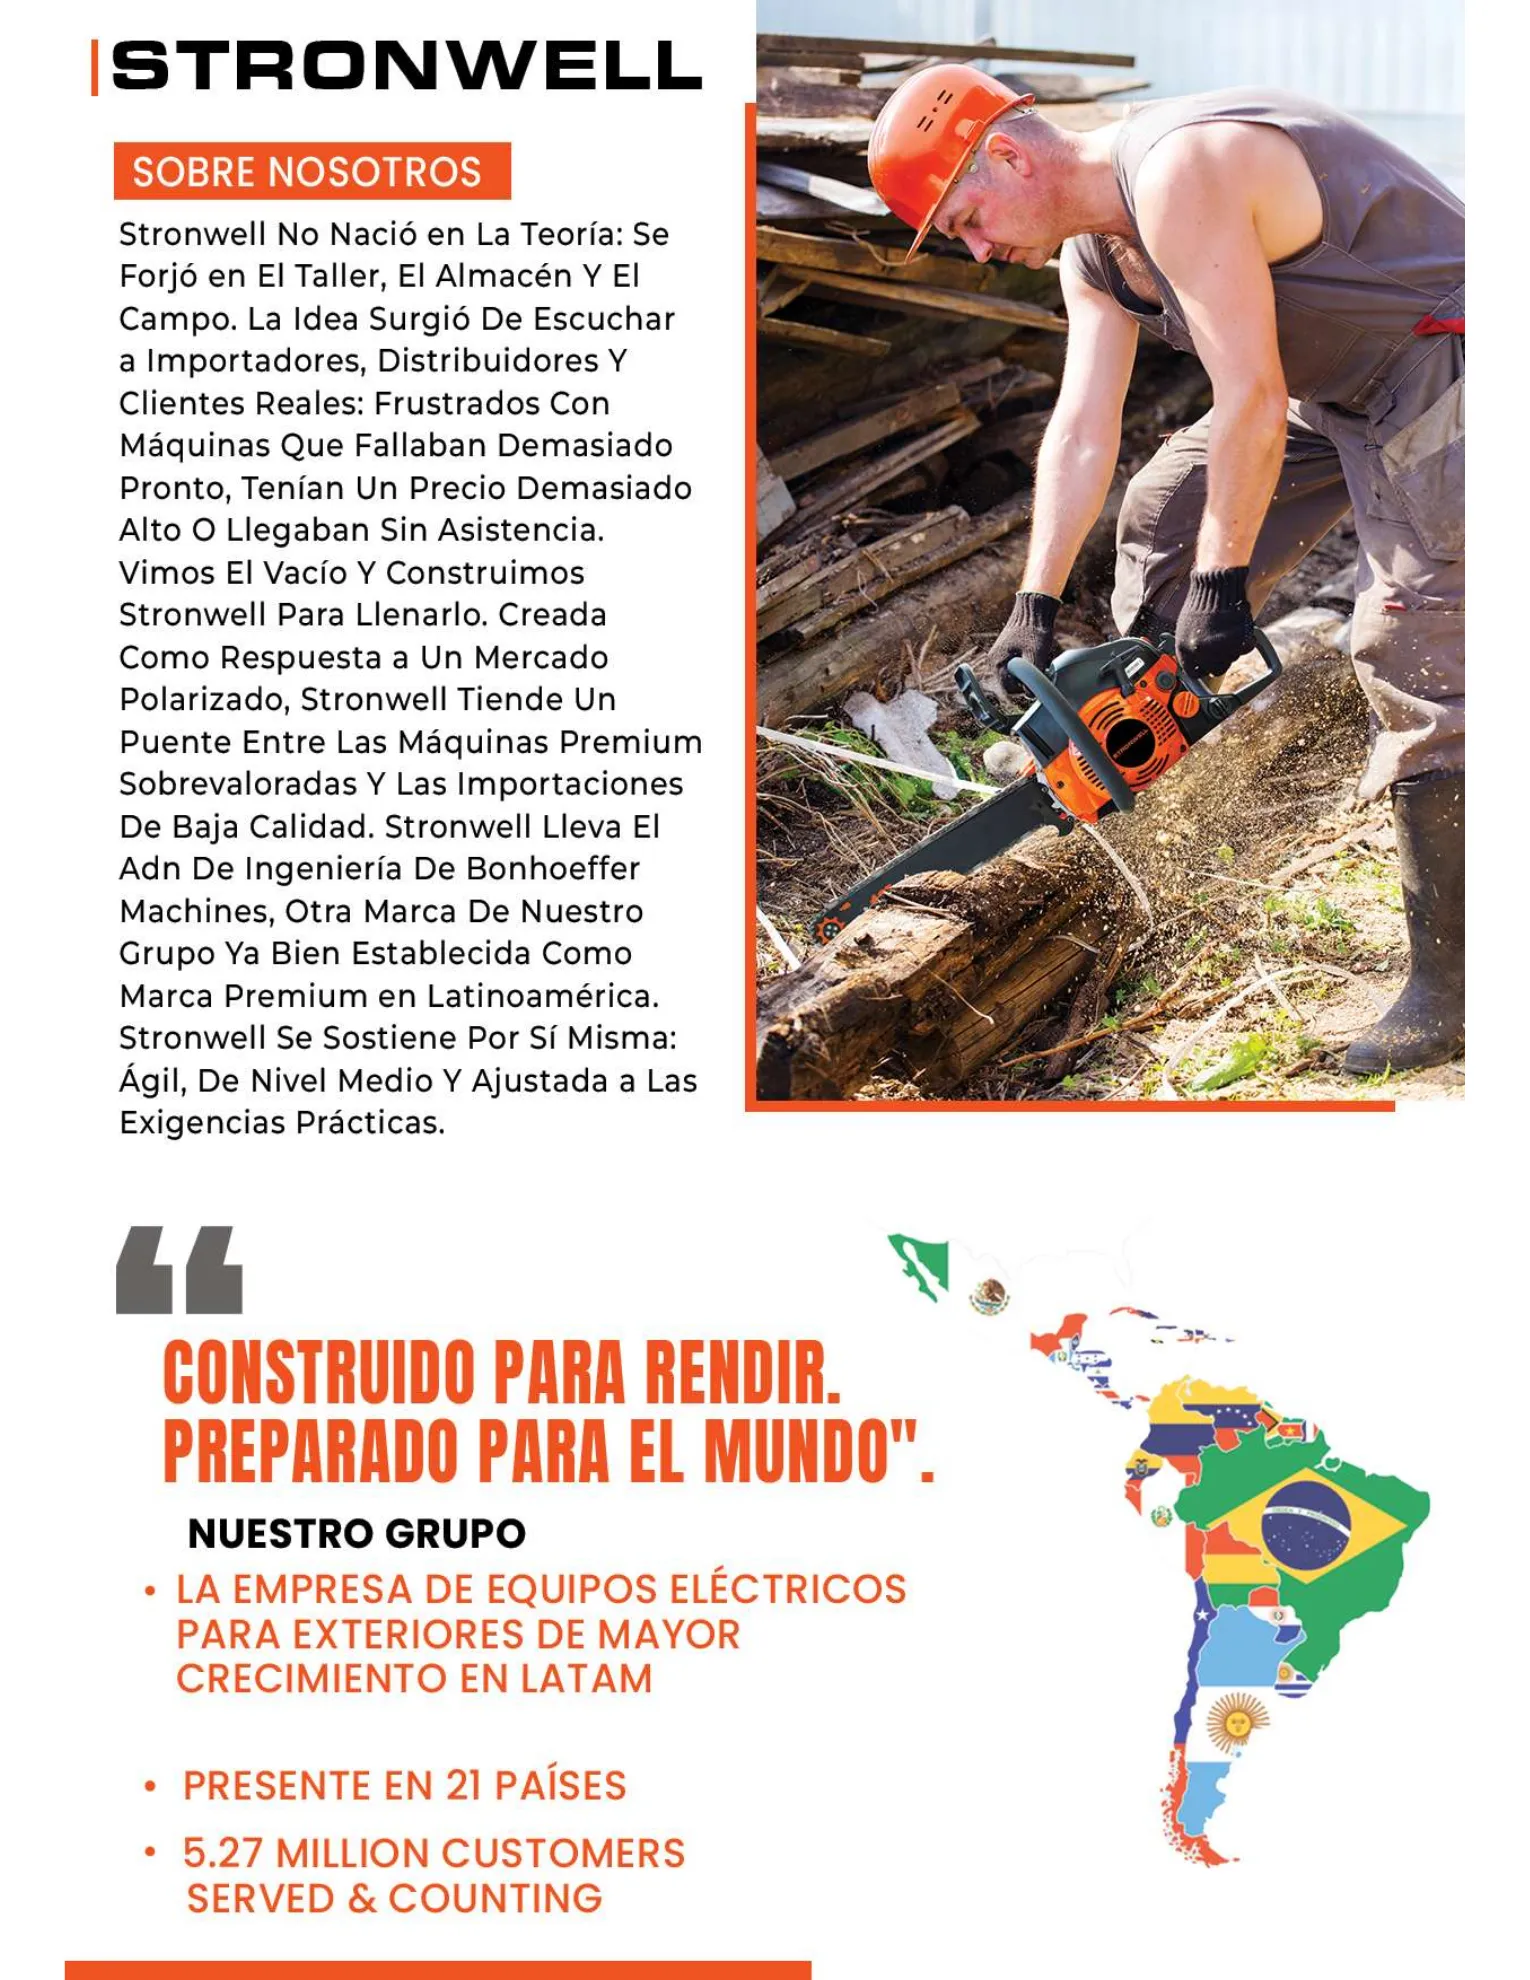 STRONWELL
SOBRE NOSOTROS
Stronwell No Nació en La Teoría: Se
Forjó en El Taller, El Almacén Y El
Campo. La Idea Surgió De Escuchar
a Importadores, Distribuidores Y
Clientes Reales: Frustrados Con
Máquinas Que Fallaban Demasiado
Pronto, Tenían Un Precio Demasiado
Alto O Llegaban Sin Asistencia.
Vimos El Vacío Y Construimos
Stronwell Para Llenarlo. Creada
Como Respuesta a Un Mercado
Polarizado, Stronwell Tiende Un
Puente Entre Las Máquinas Premium
Sobrevaloradas Y Las Importaciones
De Baja Calidad. Stronwell Lleva El
Adn De Ingeniería De Bonhoeffer
Machines, Otra Marca De Nuestro
Grupo Ya Bien Establecida Como
Marca Premium en Latinoamérica.
Stronwell Se Sostiene Por Sí Misma:
Ágil, De Nivel Medio Y Ajustada a Las
Exigencias Prácticas.
STRONWELL
“
CONSTRUIDO PARA RENDIR.
PREPARADO PARA EL MUNDO".
NUESTRO GRUPO
• LA EMPRESA DE EQUIPOS ELÉCTRICOS
PARA EXTERIORES DE MAYOR
CRECIMIENTO EN LATAM
• PRESENTE EN 21 PAÍSES
• 5.27 MILLION CUSTOMERS
SERVED & COUNTING